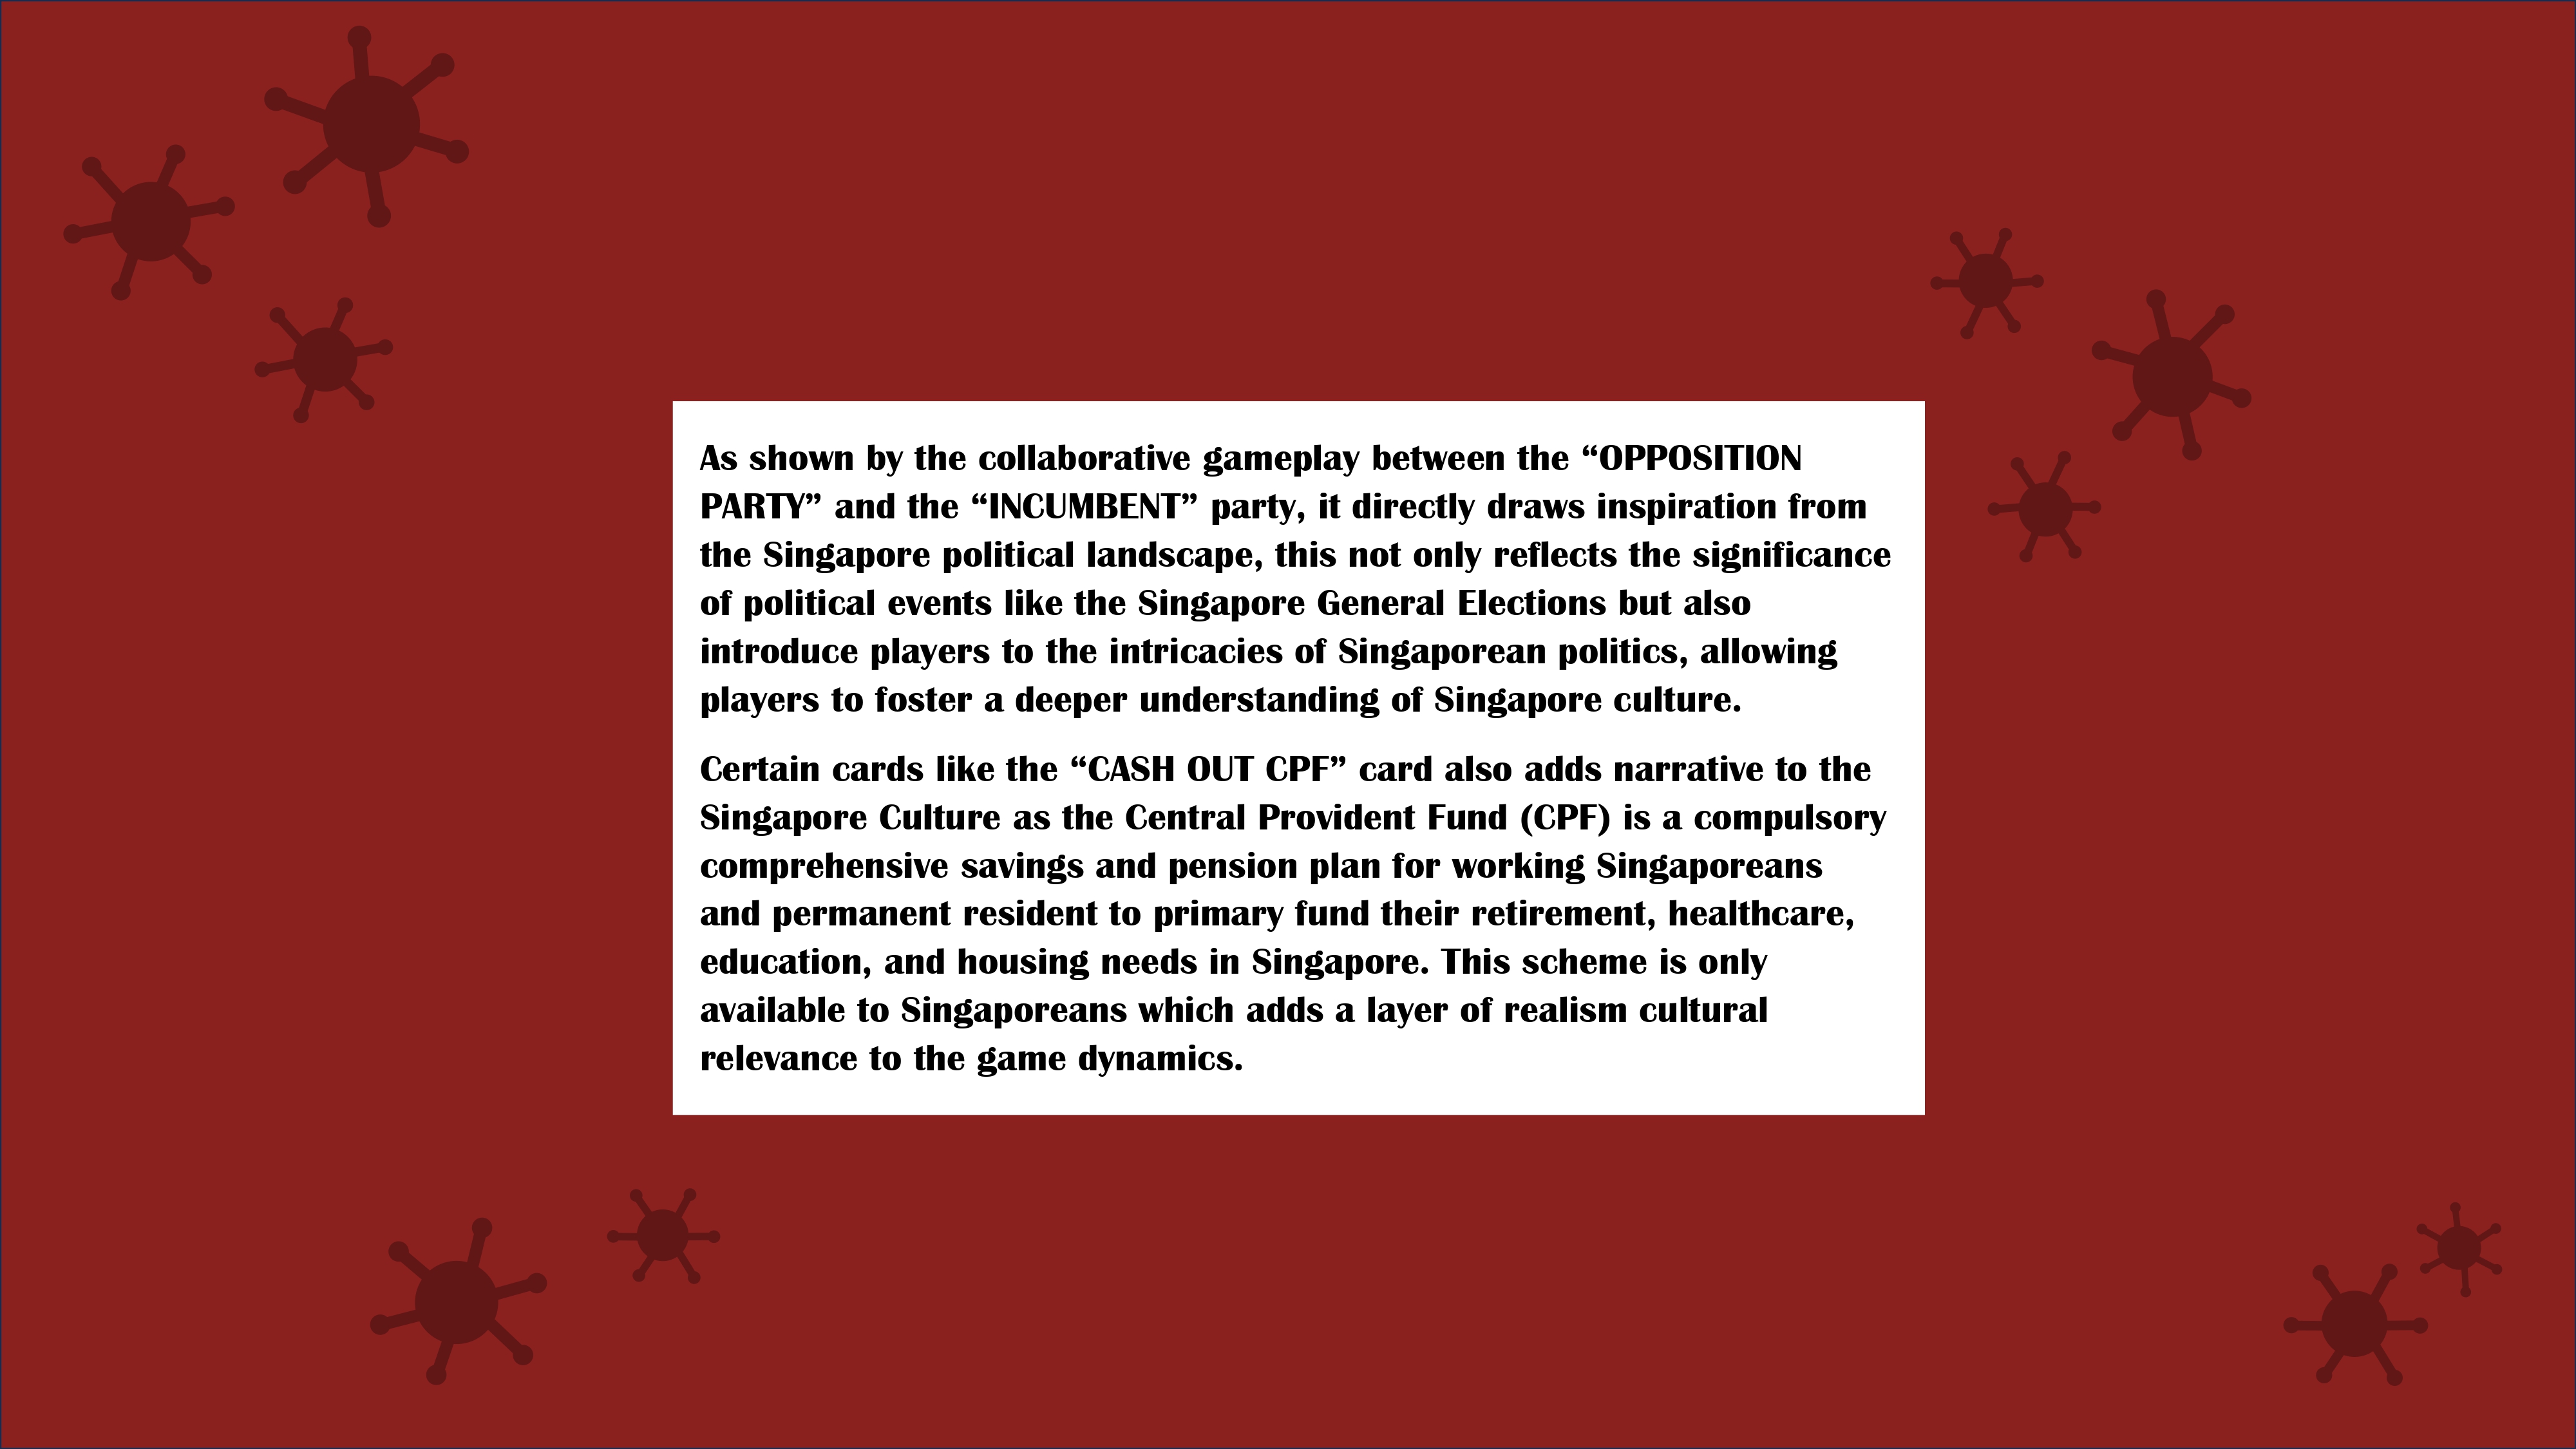 As shown by the collaborative gameplay between the “OPPOSITION
PARTY” and the “INCUMBENT” party, it directly draws inspiration from
the Singapore political landscape, this not only reflects the significance
of political events like the Singapore General Elections but also
introduce players to the intricacies of Singaporean politics, allowing
players to foster a deeper understanding of Singapore culture.
Certain cards like the “CASH OUT CPF” card also adds narrative to the
Singapore Culture as the Central Provident Fund (CPF) is a compulsory
comprehensive savings and pension plan for working Singaporeans
and permanent resident to primary fund their retirement, healthcare,
education, and housing needs in Singapore. This scheme is only
available to Singaporeans which adds a layer of realism cultural
relevance to the game dynamics.